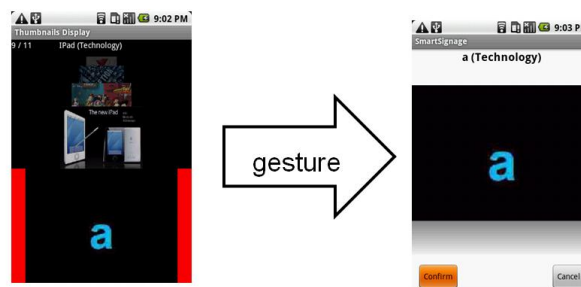 9:02 PM
Thumbnails Display
9 / 11 IPad (Technology)
The new iPad
a
gesture
9:03 P
SmartSignage
a (Technology)
a
Confirm
Cancel